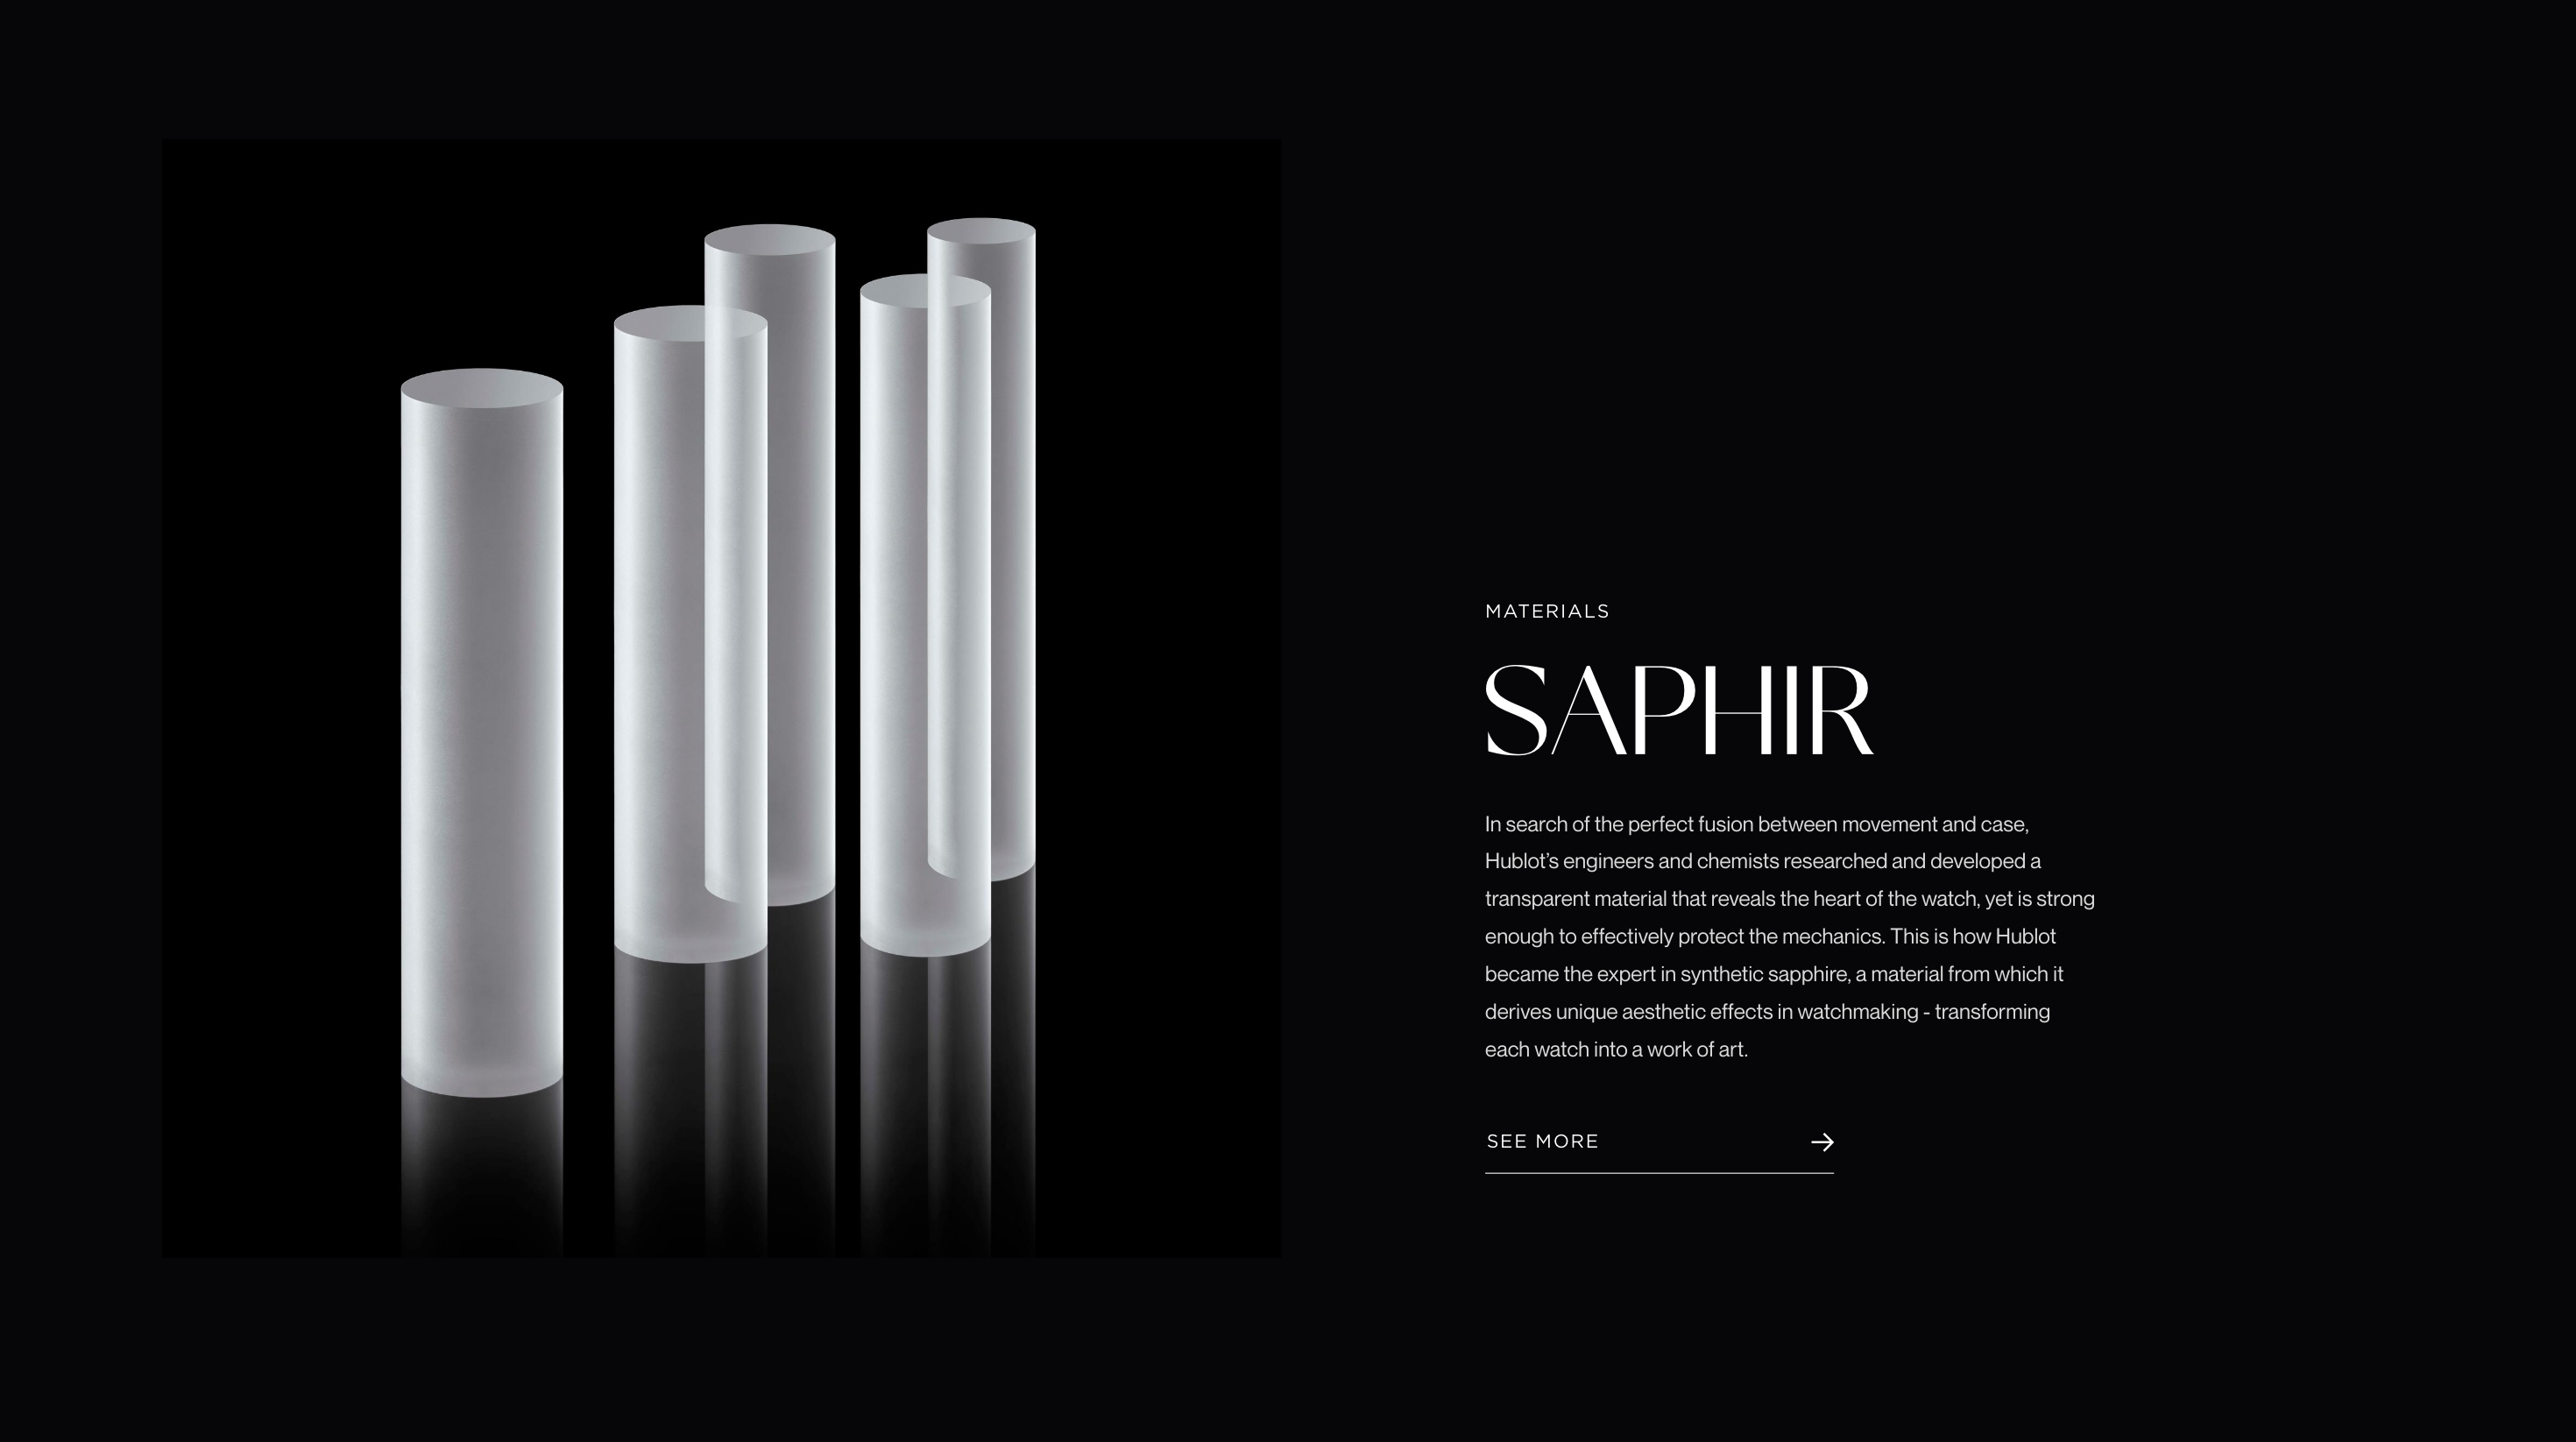 MATERIALS
SAPHIR
In search of the perfect fusion between movement and case,
Hublot’s engineers and chemists researched and developed a
transparent material that reveals the heart of the watch, yet is strong
enough to effectively protect the mechanics. This is how Hublot
became the expert in synthetic sapphire, a material from which it
derives unique aesthetic effects in watchmaking - transforming
each watch into a work of art.
SEE MORE →